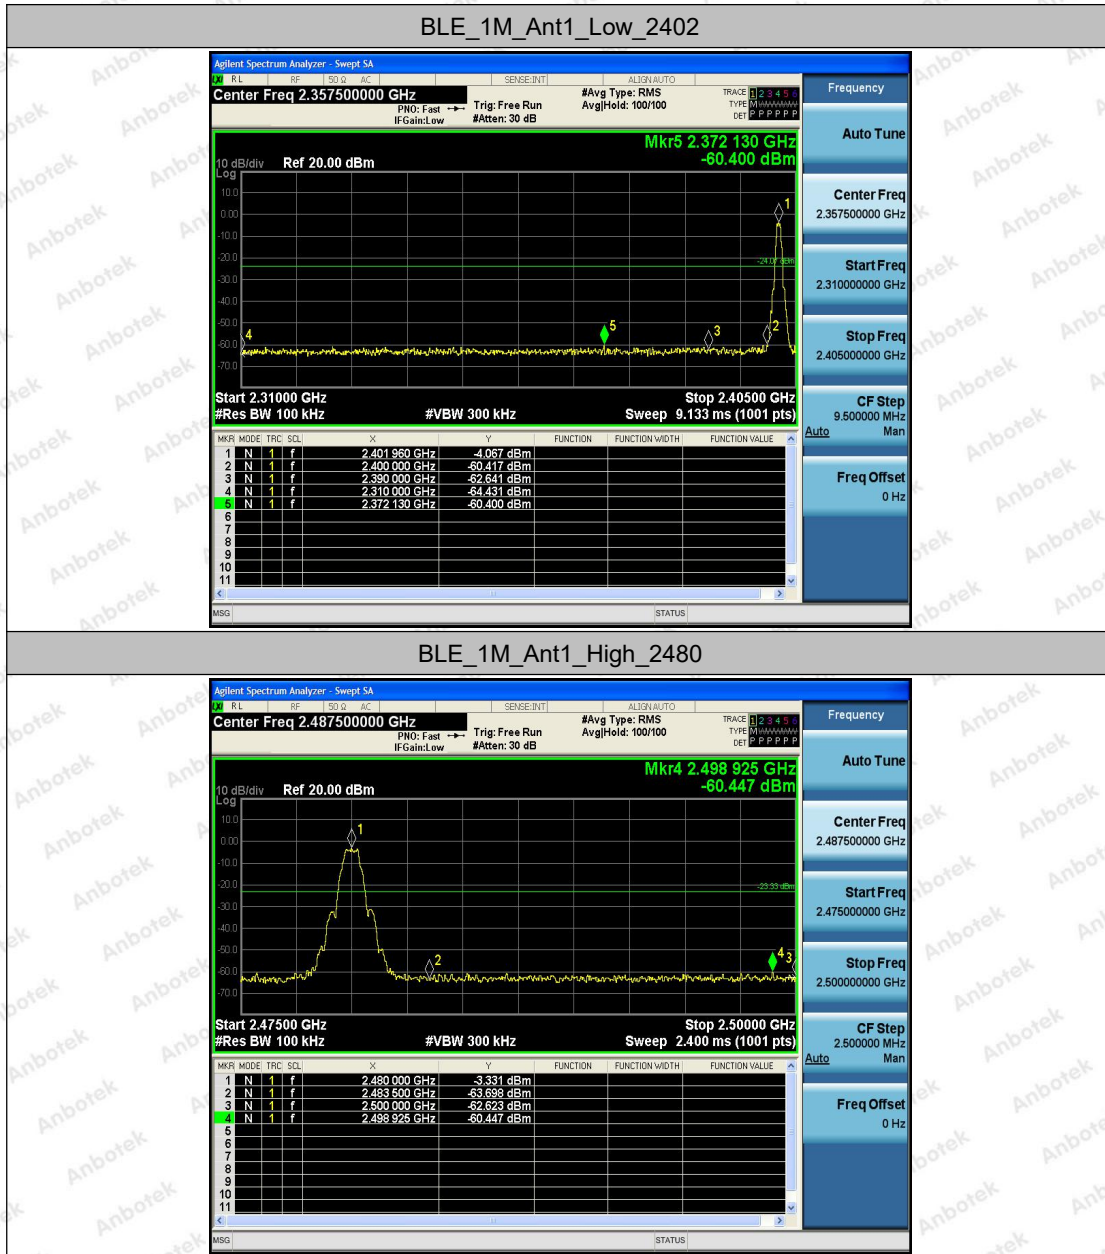 BLE_1M_Ant1_Low_2402
Agilent Spectrum Analyzer - Swept SA
RL RF 50 Ω AC SENSE:INT ALIGN AUTO
Center Freq 2.357500000 GHz
PNO: Fast
IFGain:Low
Trig: Free Run
#Atten: 30 dB
#Avg Type: RMS
Avg|Hold: 100/100
TRACE 1 2 3 4 5 6
TYPE M
DET P P P P P P
Mkr5 2.372 130 GHz
-60.400 dBm
10 dB/div Ref 20.00 dBm
Log
10.0
0.00
-10.0
-20.0
-30.0
-40.0
-50.0
-60.0
-70.0
1
2
3
4
5
Start 2.31000 GHz Stop 2.40500 GHz
#Res BW 100 kHz #VBW 300 kHz Sweep 9.133 ms (1001 pts)
MKR MODE TRC SCL X Y FUNCTION FUNCTION WIDTH FUNCTION VALUE
1 N 1 f 2.401 960 GHz -4.067 dBm
2 N 1 f 2.400 000 GHz -60.417 dBm
3 N 1 f 2.390 000 GHz -62.641 dBm
4 N 1 f 2.310 000 GHz -64.431 dBm
5 N 1 f 2.372 130 GHz -60.400 dBm
6
7
8
9
10
11
MSG STATUS
Frequency
Auto Tune
Center Freq
2.357500000 GHz
Start Freq
2.310000000 GHz
Stop Freq
2.405000000 GHz
CF Step
9.500000 MHz
Auto Man
Freq Offset
0 Hz
BLE_1M_Ant1_High_2480
Agilent Spectrum Analyzer - Swept SA
RL RF 50 Ω AC SENSE:INT ALIGN AUTO
Center Freq 2.487500000 GHz
PNO: Fast
IFGain:Low
Trig: Free Run
#Atten: 30 dB
#Avg Type: RMS
Avg|Hold: 100/100
TRACE 1 2 3 4 5 6
TYPE M
DET P P P P P P
Mkr4 2.498 925 GHz
-60.447 dBm
10 dB/div Ref 20.00 dBm
Log
10.0
0.00
-10.0
-20.0
-30.0
-40.0
-50.0
-60.0
-70.0
-23.33 dBm
1
2
4
3
Start 2.47500 GHz Stop 2.50000 GHz
#Res BW 100 kHz #VBW 300 kHz Sweep 2.400 ms (1001 pts)
MKR MODE TRC SCL X Y FUNCTION FUNCTION WIDTH FUNCTION VALUE
1 N 1 f 2.480 000 GHz -3.331 dBm
2 N 1 f 2.483 500 GHz -63.698 dBm
3 N 1 f 2.500 000 GHz -62.623 dBm
4 N 1 f 2.498 925 GHz -60.447 dBm
5
6
7
8
9
10
11
MSG STATUS
Frequency
Auto Tune
Center Freq
2.487500000 GHz
Start Freq
2.475000000 GHz
Stop Freq
2.500000000 GHz
CF Step
2.500000 MHz
Auto Man
Freq Offset
0 Hz
Anbotek